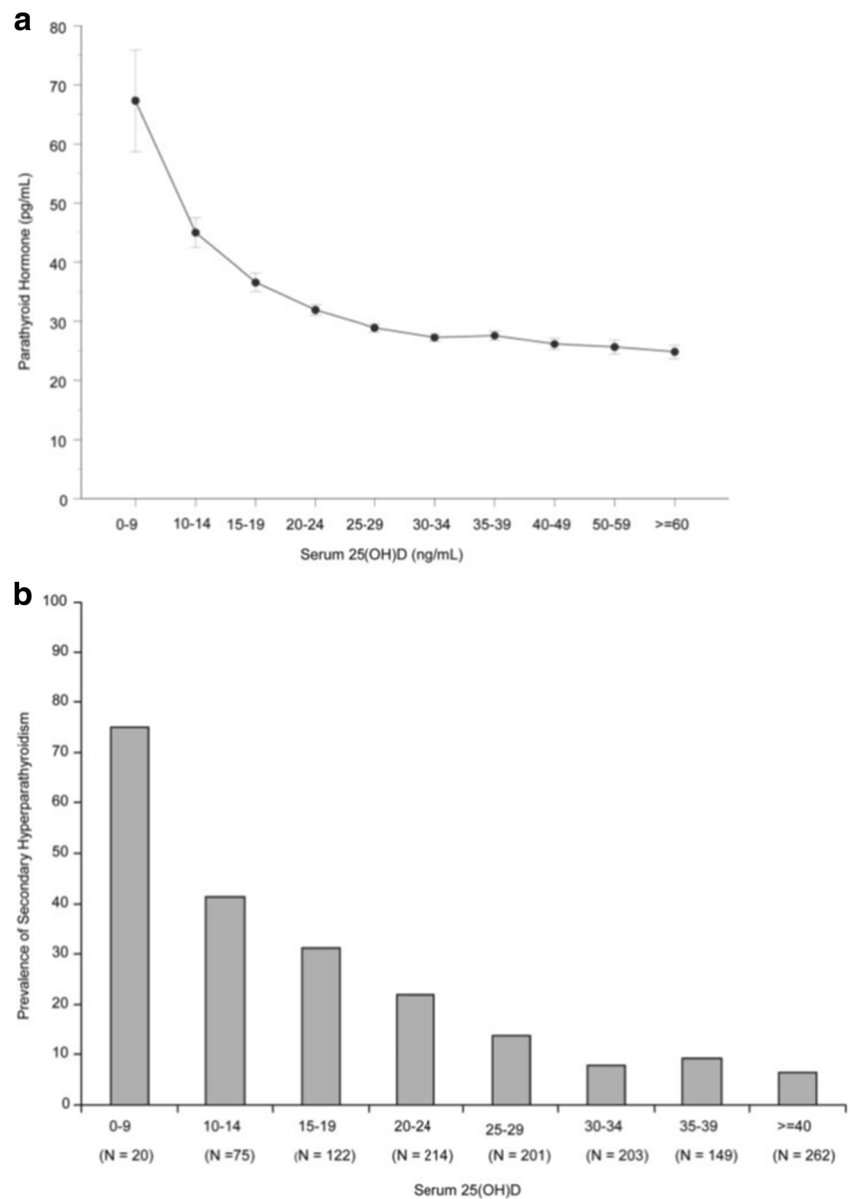 a
80
70
60
50
40
30
20
10
0
Parathyroid Hormone (pg/mL)
0-9 10-14 15-19 20-24 25-29 30-34 35-39 40-49 50-59 >=60
Serum 25(OH)D (ng/mL)
b
100
90
80
70
60
50
40
30
20
10
0
Prevalence of Secondary Hyperparathyroidism
0-9 10-14 15-19 20-24 25-29 30-34 35-39 >=40
(N = 20) (N =75) (N = 122) (N = 214) (N = 201) (N = 203) (N = 149) (N = 262)
Serum 25(OH)D